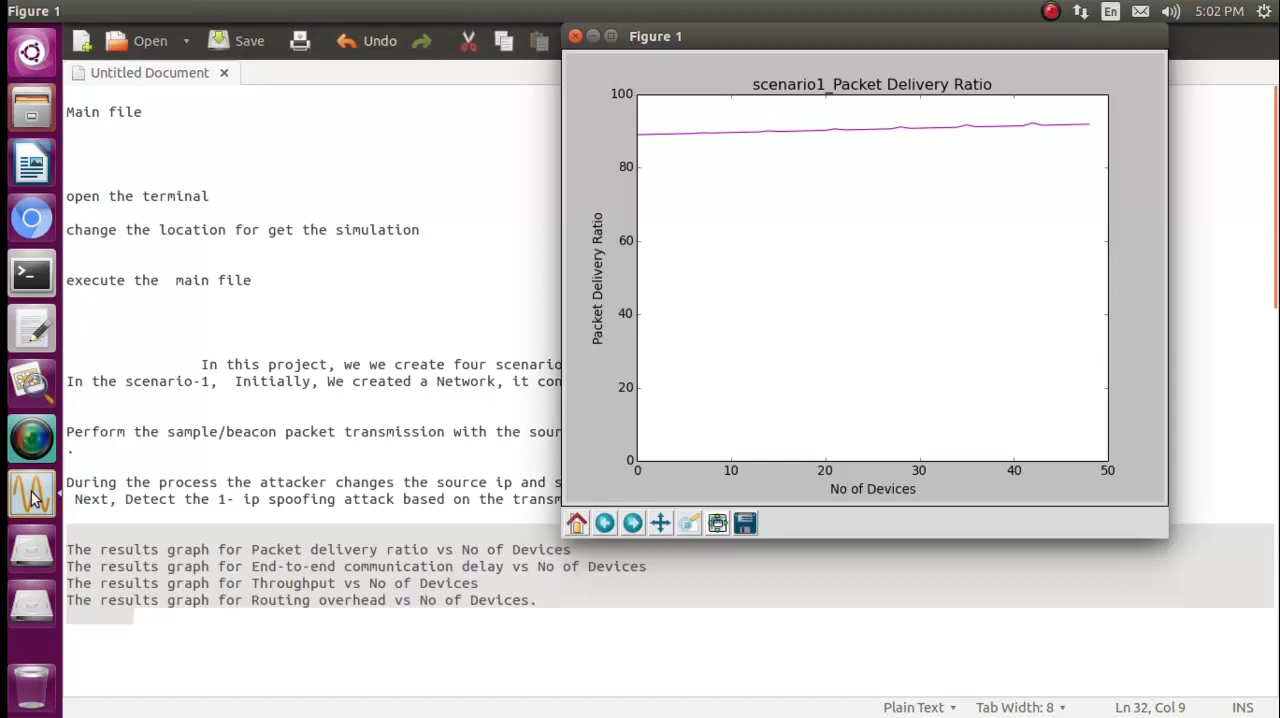 Figure 1
En
5:02 PM
Open
Save
Undo
Untitled Document
Main file
open the terminal
change the location for get the simulation
execute the  main file
In this project, we we create four scenario
In the scenario-1,  Initially, We created a Network, it con
Perform the sample/beacon packet transmission with the sour
.
During the process the attacker changes the source ip and s
Next, Detect the 1- ip spoofing attack based on the transm
The results graph for Packet delivery ratio vs No of Devices
The results graph for End-to-end communication delay vs No of Devices
The results graph for Throughput vs No of Devices
The results graph for Routing overhead vs No of Devices.
Figure 1
scenario1_Packet Delivery Ratio
Packet Delivery Ratio
100
80
60
40
20
0
0 10 20 30 40 50
No of Devices
Plain Text
Tab Width: 8
Ln 32, Col 9
INS